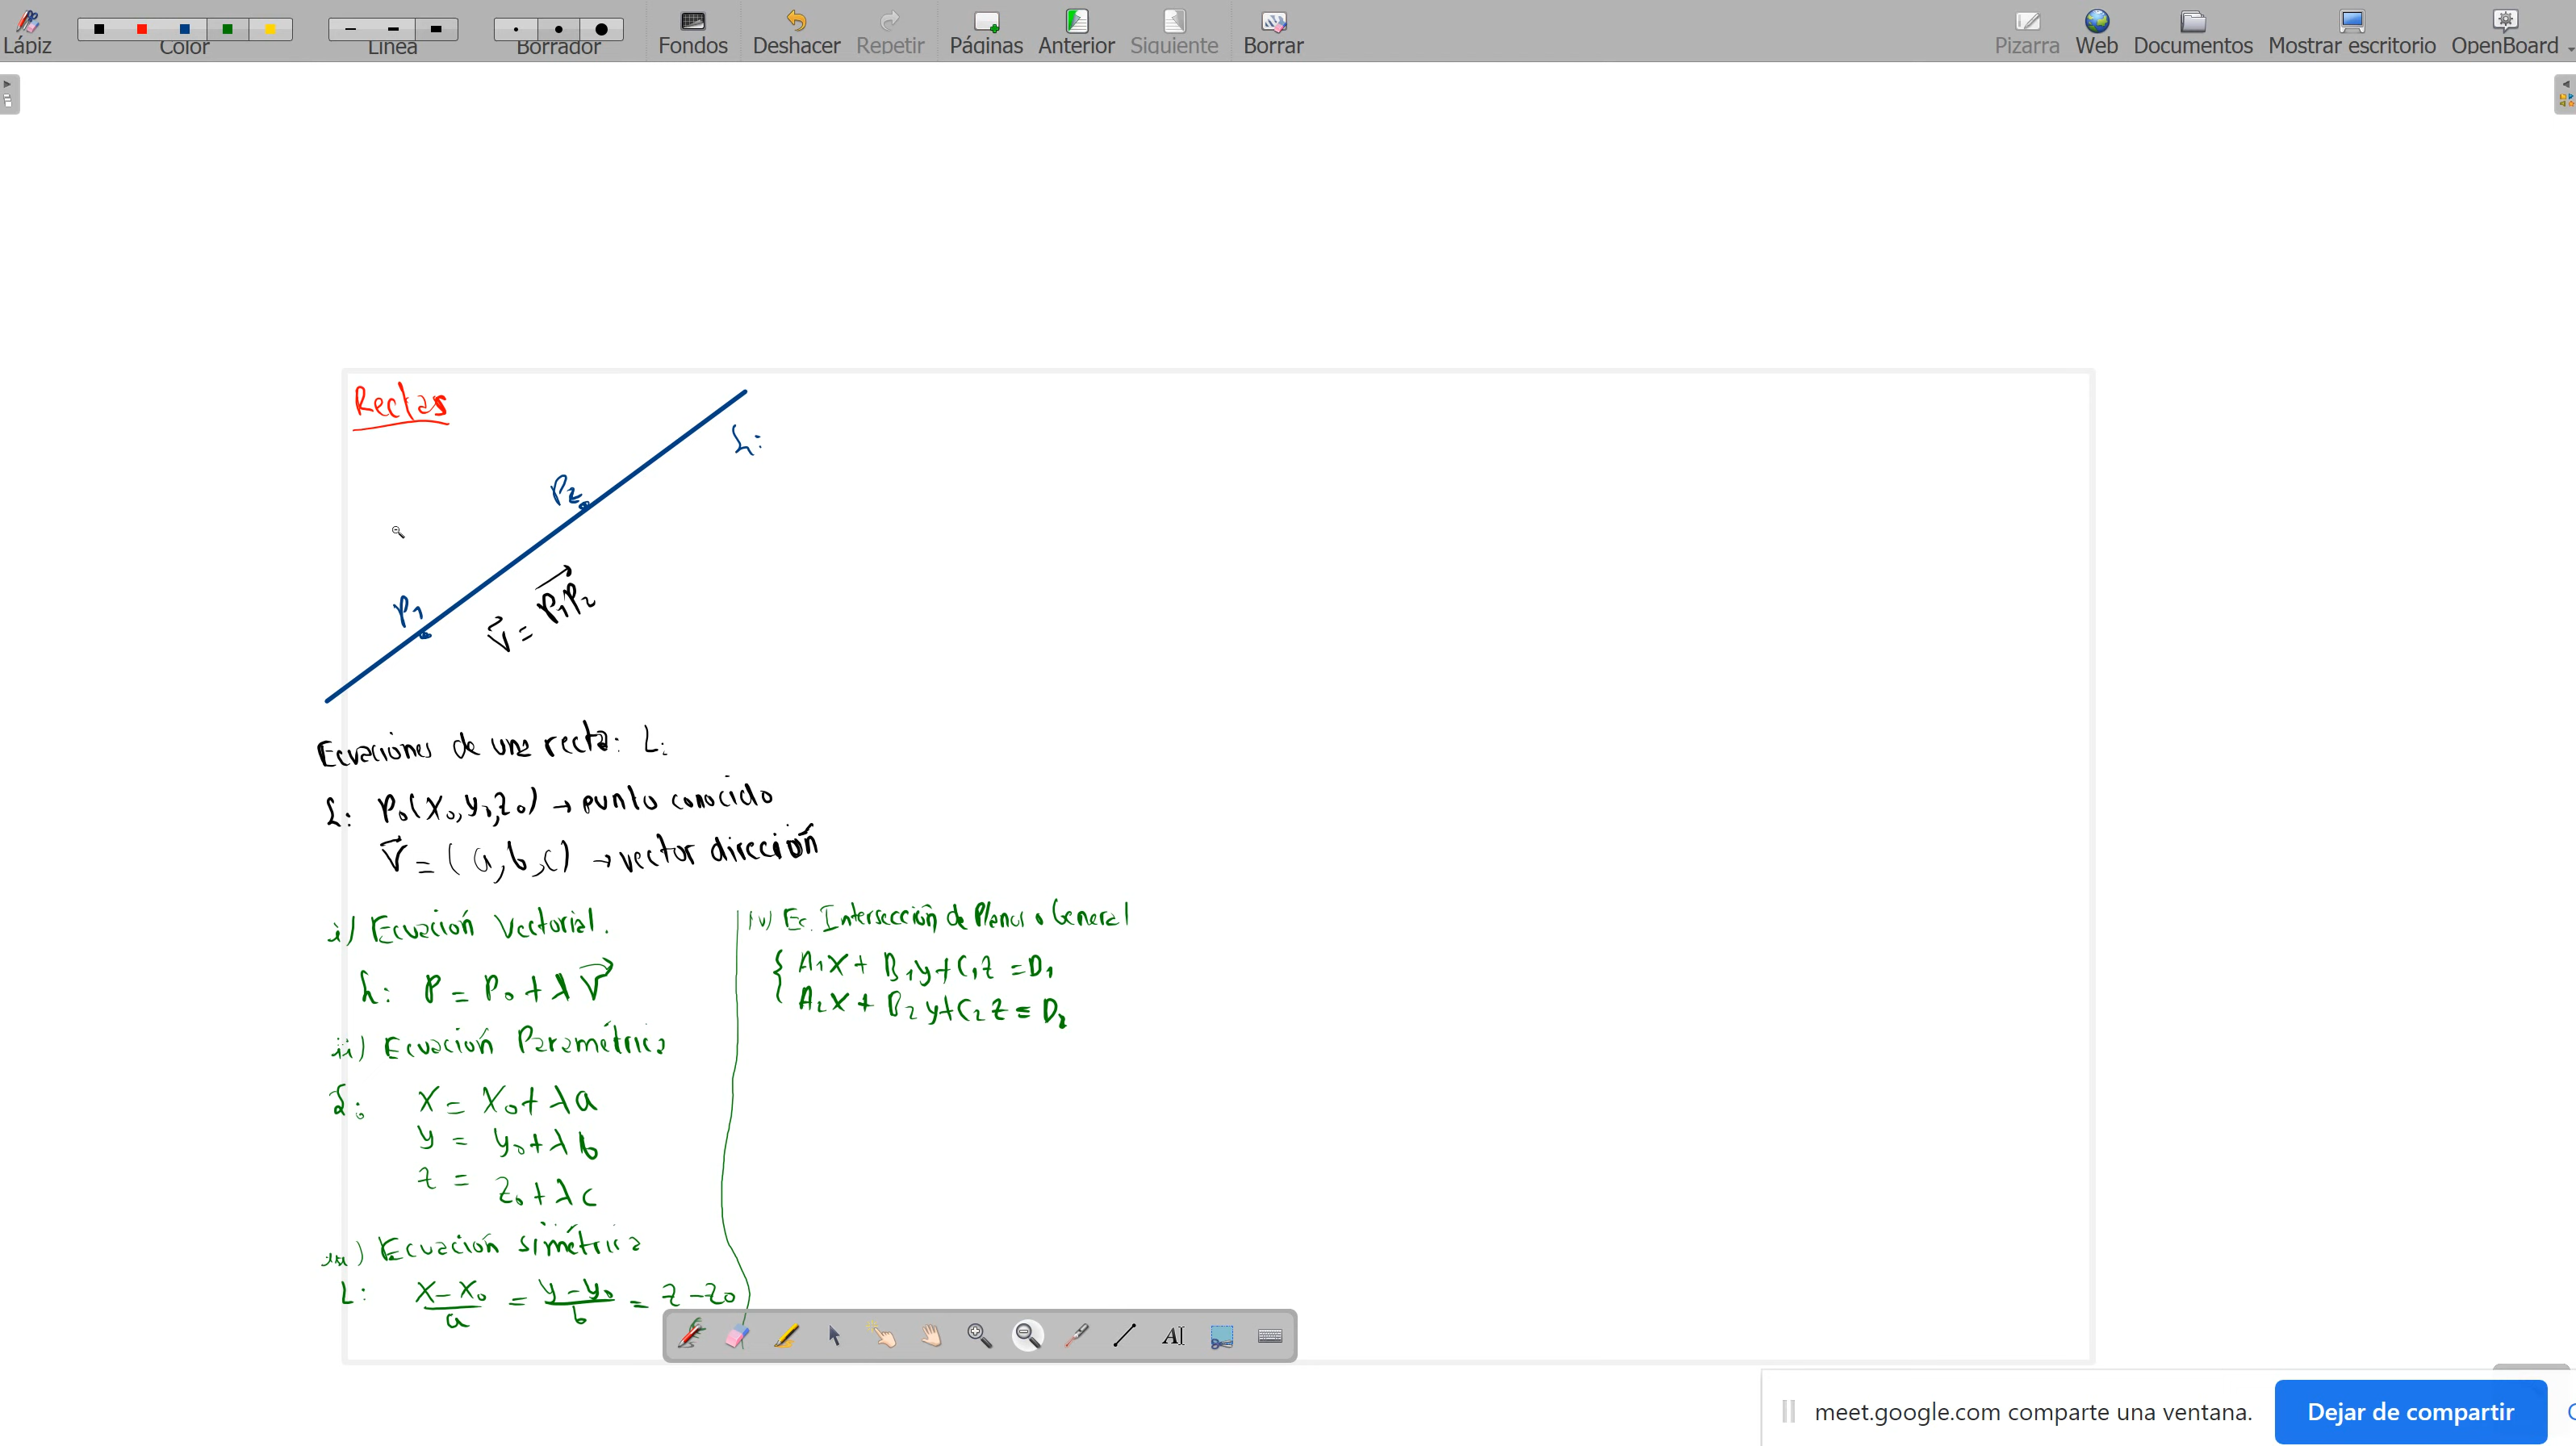 Lápiz
Color
Línea
Borrador
Fondos
Deshacer
Repetir
Páginas
Anterior
Siguiente
Borrar
Pizarra
Web
Documentos
Mostrar escritorio
OpenBoard
Rectas
L:
P₂
P₁
V⃗ = P₁P₂
Ecuaciones de una recta: L:
L: P₀(x₀, y₀, z₀) → punto conocido
V⃗ = (a, b, c) → vector dirección
i) Ecuación Vectorial.
L: P = P₀ + λ V⃗
ii) Ecuación Paramétrica
L: x = x₀ + λa
y = y₀ + λb
z = z₀ + λc
iii) Ecuación simétrica
L: (x - x₀)/a = (y - y₀)/b = z - z₀
iv) Ec. Intersección de Planos o General
{ A₁x + B₁y + C₁z = D₁
A₂x + B₂y + C₂z = D₂
AI
meet.google.com comparte una ventana.
Dejar de compartir